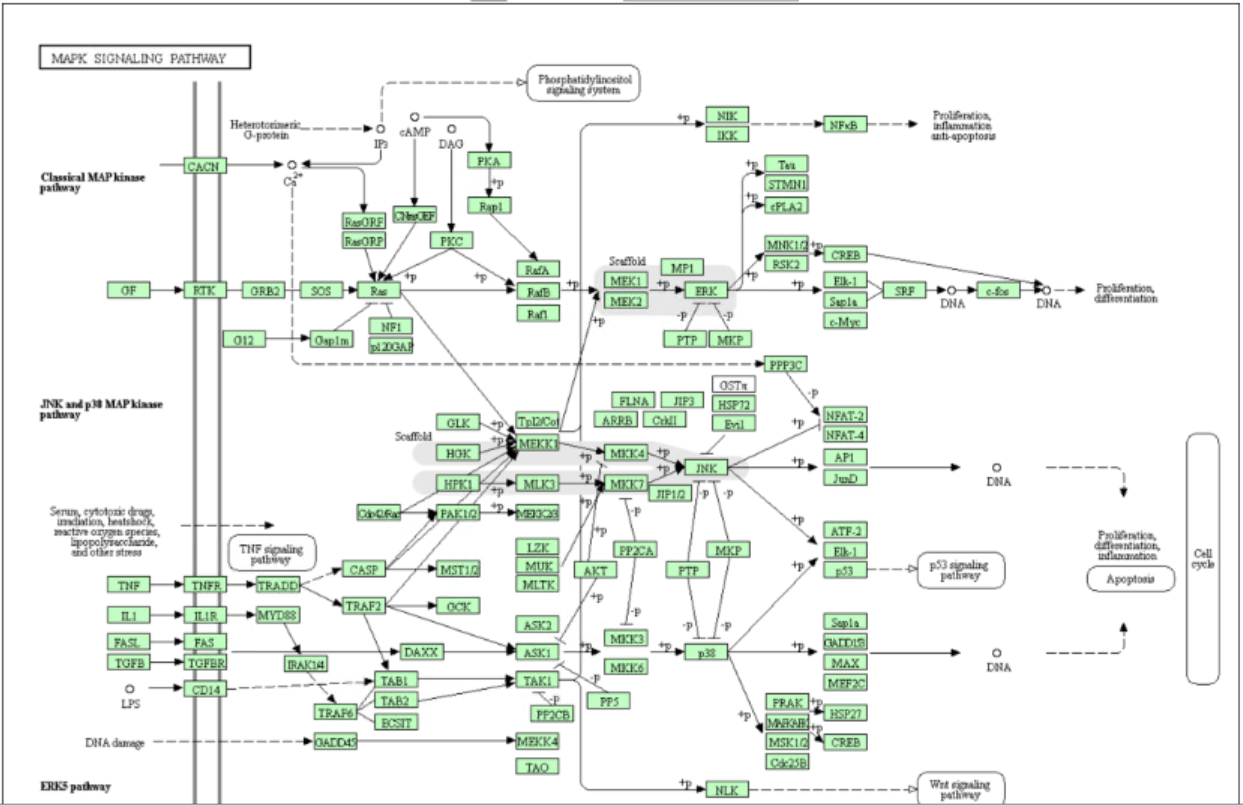 MAPK SIGNALING PATHWAY
Phosphatidylinositol
signaling system
Heterotorimeric
G-protein
IP3
cAMP
DAG
PKA
NIK
IKK
NFκB
Proliferation,
inflammation
anti-apoptosis
CACN
Ca2+
+p
Classical MAP kinase
pathway
Rap1
Tau
STMN1
cPLA2
RasGRF
RasGRP
CNrasGEF
PKC
+p
+p
RafA
RafB
Raf1
Scaffold
MEK1
MEK2
MP1
ERK
MNK1/2
RSK2
+p
CREB
GF
RTK
GRB2
SOS
Ras
+p
+p
+p
Elk-1
Sap1a
c-Myc
SRF
DNA
c-fos
DNA
Proliferation,
differentiation
G12
Gap1m
NF1
p120GAP
+p
-p
-p
PTP
MKP
PPP3C
-p
JNK and p38 MAP kinase
pathway
GSTπ
HSP72
Evi1
FLNA
JIP3
ARRB
CrkII
NFAT-2
NFAT-4
GLK
Tpl2/Cot
Scaffold
HGK
MEKK1
MKK4
JNK
+p
AP1
JunD
DNA
HPK1
MLK3
MKK7
JIP1/2
Cdc42/Rac
PAK1/2
MEKK2/3
Serum, cytotoxic drugs,
irradiation, heatshock,
reactive oxygen species,
lipopolysaccharide,
and other stress
TNF signaling
pathway
LZK
MUK
MLTK
PP2CA
AKT
PTP
MKP
ATF-2
Elk-1
p53
p53 signaling
pathway
Proliferation,
differentiation,
inflammation
Apoptosis
Cell
cycle
CASP
MST1/2
TNF
TNFR
TRADD
TRAF2
GCK
IL1
IL1R
MYD88
ASK2
FASL
FAS
DAXX
ASK1
MKK3
MKK6
p38
Sap1a
GADD153
MAX
MEF2C
DNA
TGFB
TGFBR
IRAK1/4
LPS
CD14
TAB1
TAB2
ECSIT
TRAF6
TAK1
PP2CB
PP5
PRAK
MAPKAPK
MSK1/2
Cdc25B
+p
HSP27
CREB
DNA damage
GADD45
MEKK4
TAO
ERK5 pathway
+p
NLK
Wnt signaling
pathway